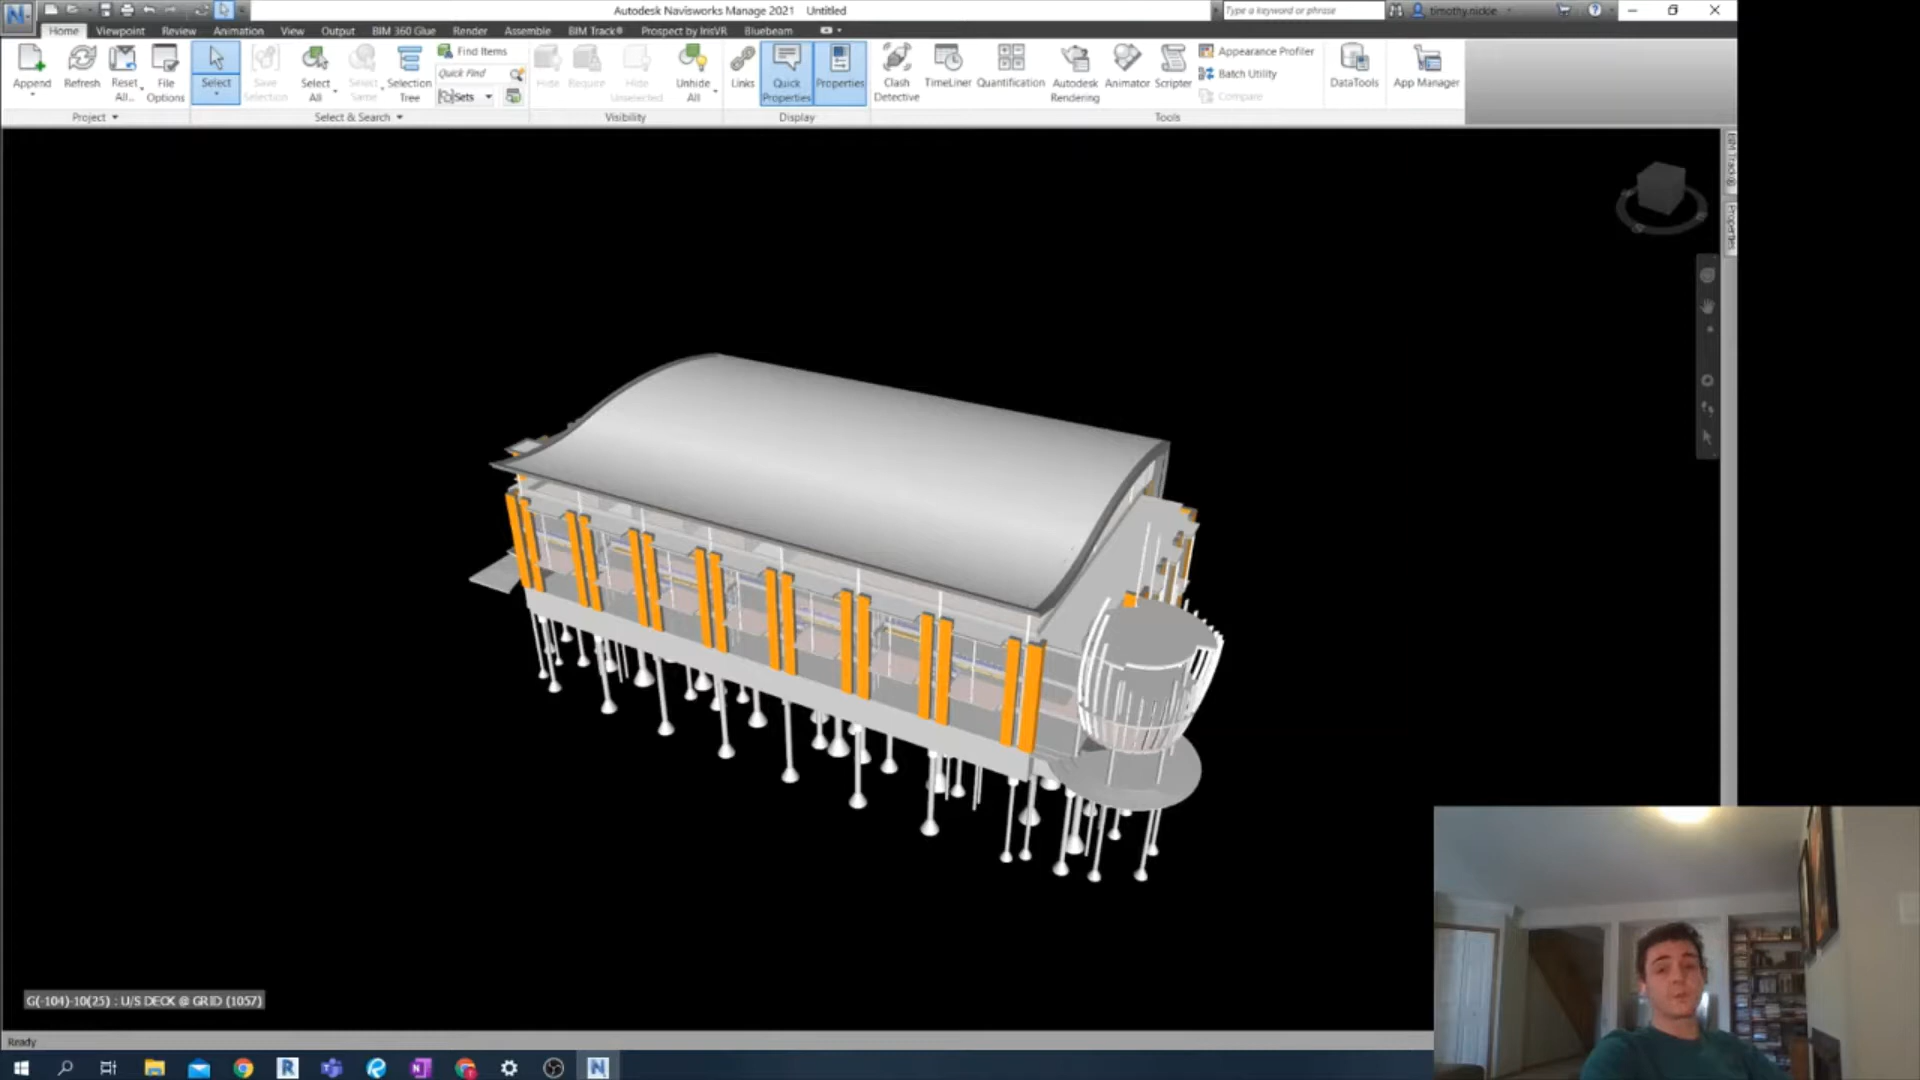 Autodesk Navisworks Manage 2021 Untitled
Type a keyword or phrase
timothy.nickle
Home Viewpoint Review Animation View Output BIM 360 Glue Render Assemble BIM Track® Prospect by IrisVR Bluebeam
Append
Refresh
Reset All...
File Options
Project
Select
Save Selection
Select All
Select Same
Selection Tree
Find Items
Quick Find
Sets
Select & Search
Hide
Require
Hide Unselected
Unhide All
Visibility
Links
Quick Properties
Properties
Display
Clash Detective
TimeLiner
Quantification
Autodesk Rendering
Animator
Scripter
Appearance Profiler
Batch Utility
Compare
DataTools
App Manager
Tools
BIM Track®
Properties
G(-104)-10(25) : U/S DECK @ GRID (1057)
Ready